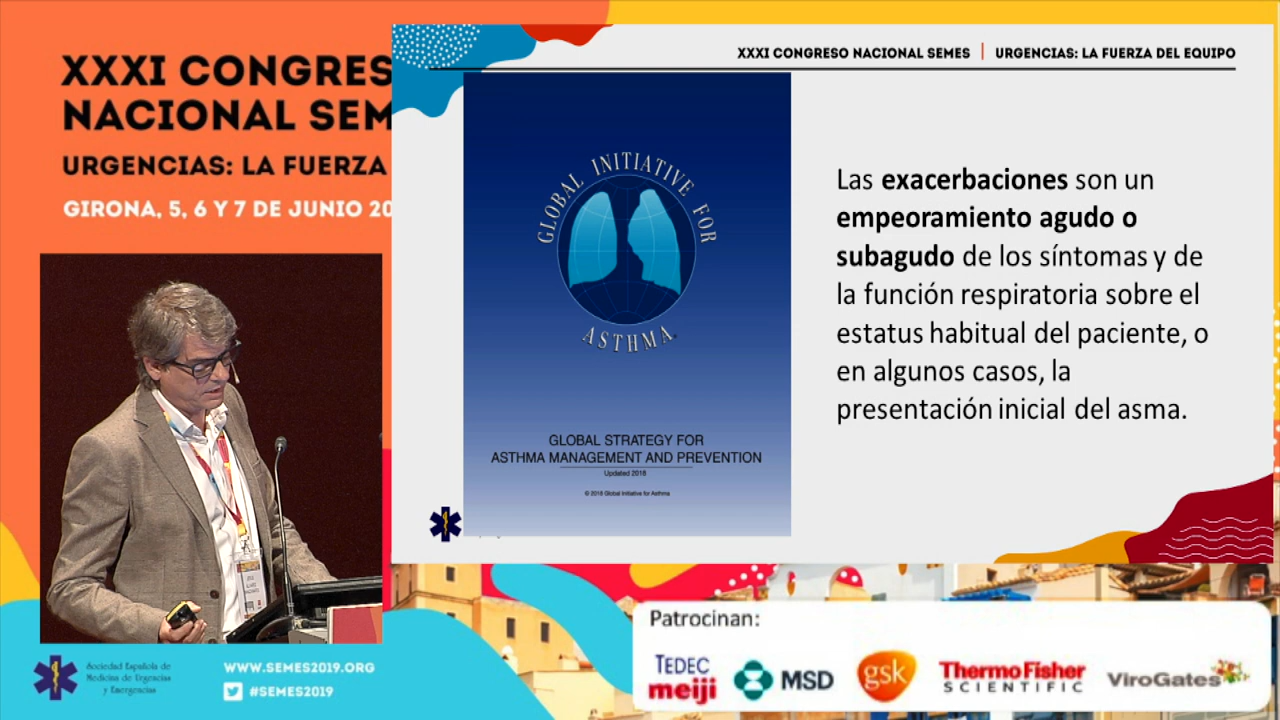 XXXI CONGRES
NACIONAL SEM
URGENCIAS: LA FUERZA
GIRONA, 5, 6 Y 7 DE JUNIO 20
XXXI CONGRESO NACIONAL SEMES | URGENCIAS: LA FUERZA DEL EQUIPO
GLOBAL INITIATIVE FOR
ASTHMA
GLOBAL STRATEGY FOR
ASTHMA MANAGEMENT AND PREVENTION
Updated 2018
© 2018 Global Initiative for Asthma
Las exacerbaciones son un
empeoramiento agudo o
subagudo de los síntomas y de
la función respiratoria sobre el
estatus habitual del paciente, o
en algunos casos, la
presentación inicial del asma.
Sociedad Española de
Medicina de Urgencias
y Emergencias
WWW.SEMES2019.ORG
#SEMES2019
Patrocinan:
TEDEC
meiji
MSD
gsk
ThermoFisher
SCIENTIFIC
ViroGates